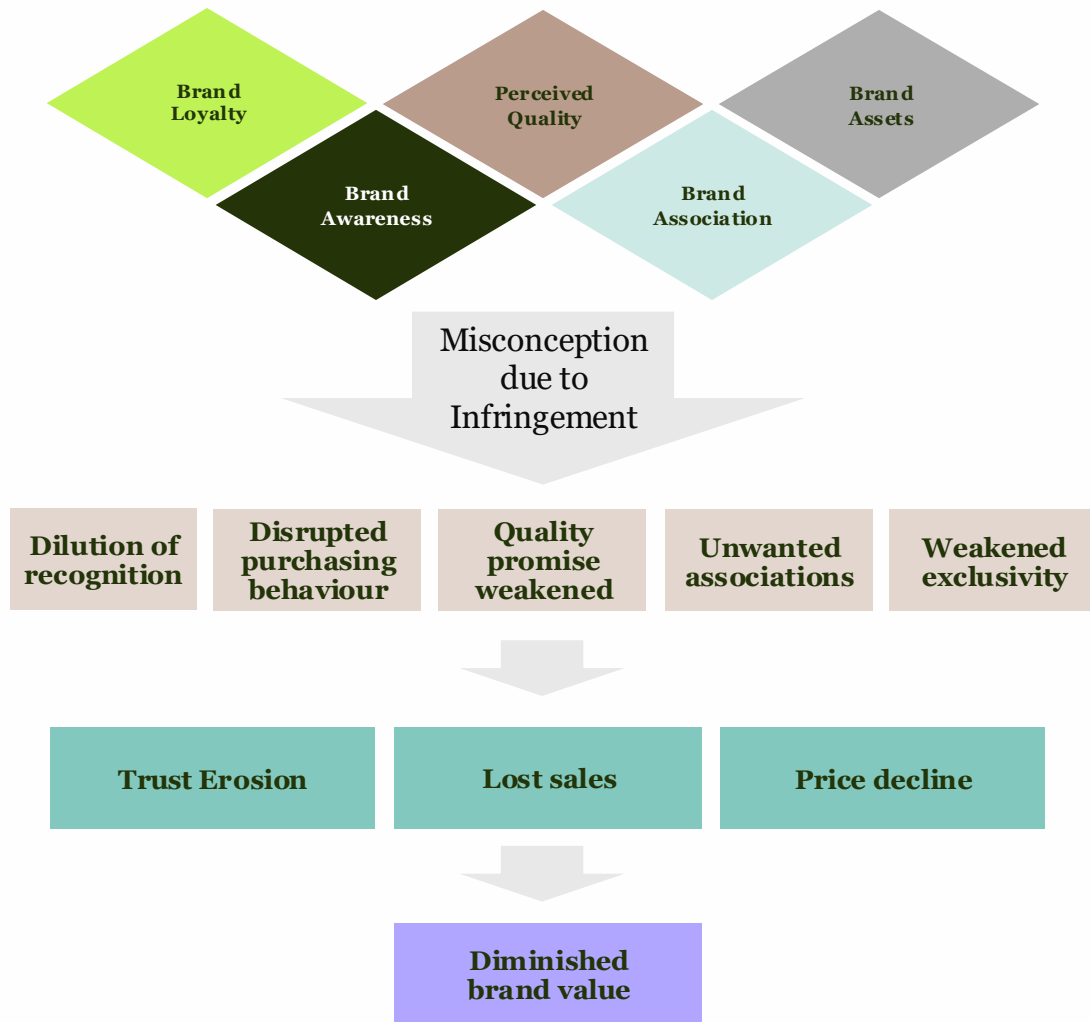 Brand
Loyalty
Perceived
Quality
Brand
Assets
Brand
Awareness
Brand
Association
Misconception
due to
Infringement
Dilution of
recognition
Disrupted
purchasing
behaviour
Quality
promise
weakened
Unwanted
associations
Weakened
exclusivity
Trust Erosion
Lost sales
Price decline
Diminished
brand value